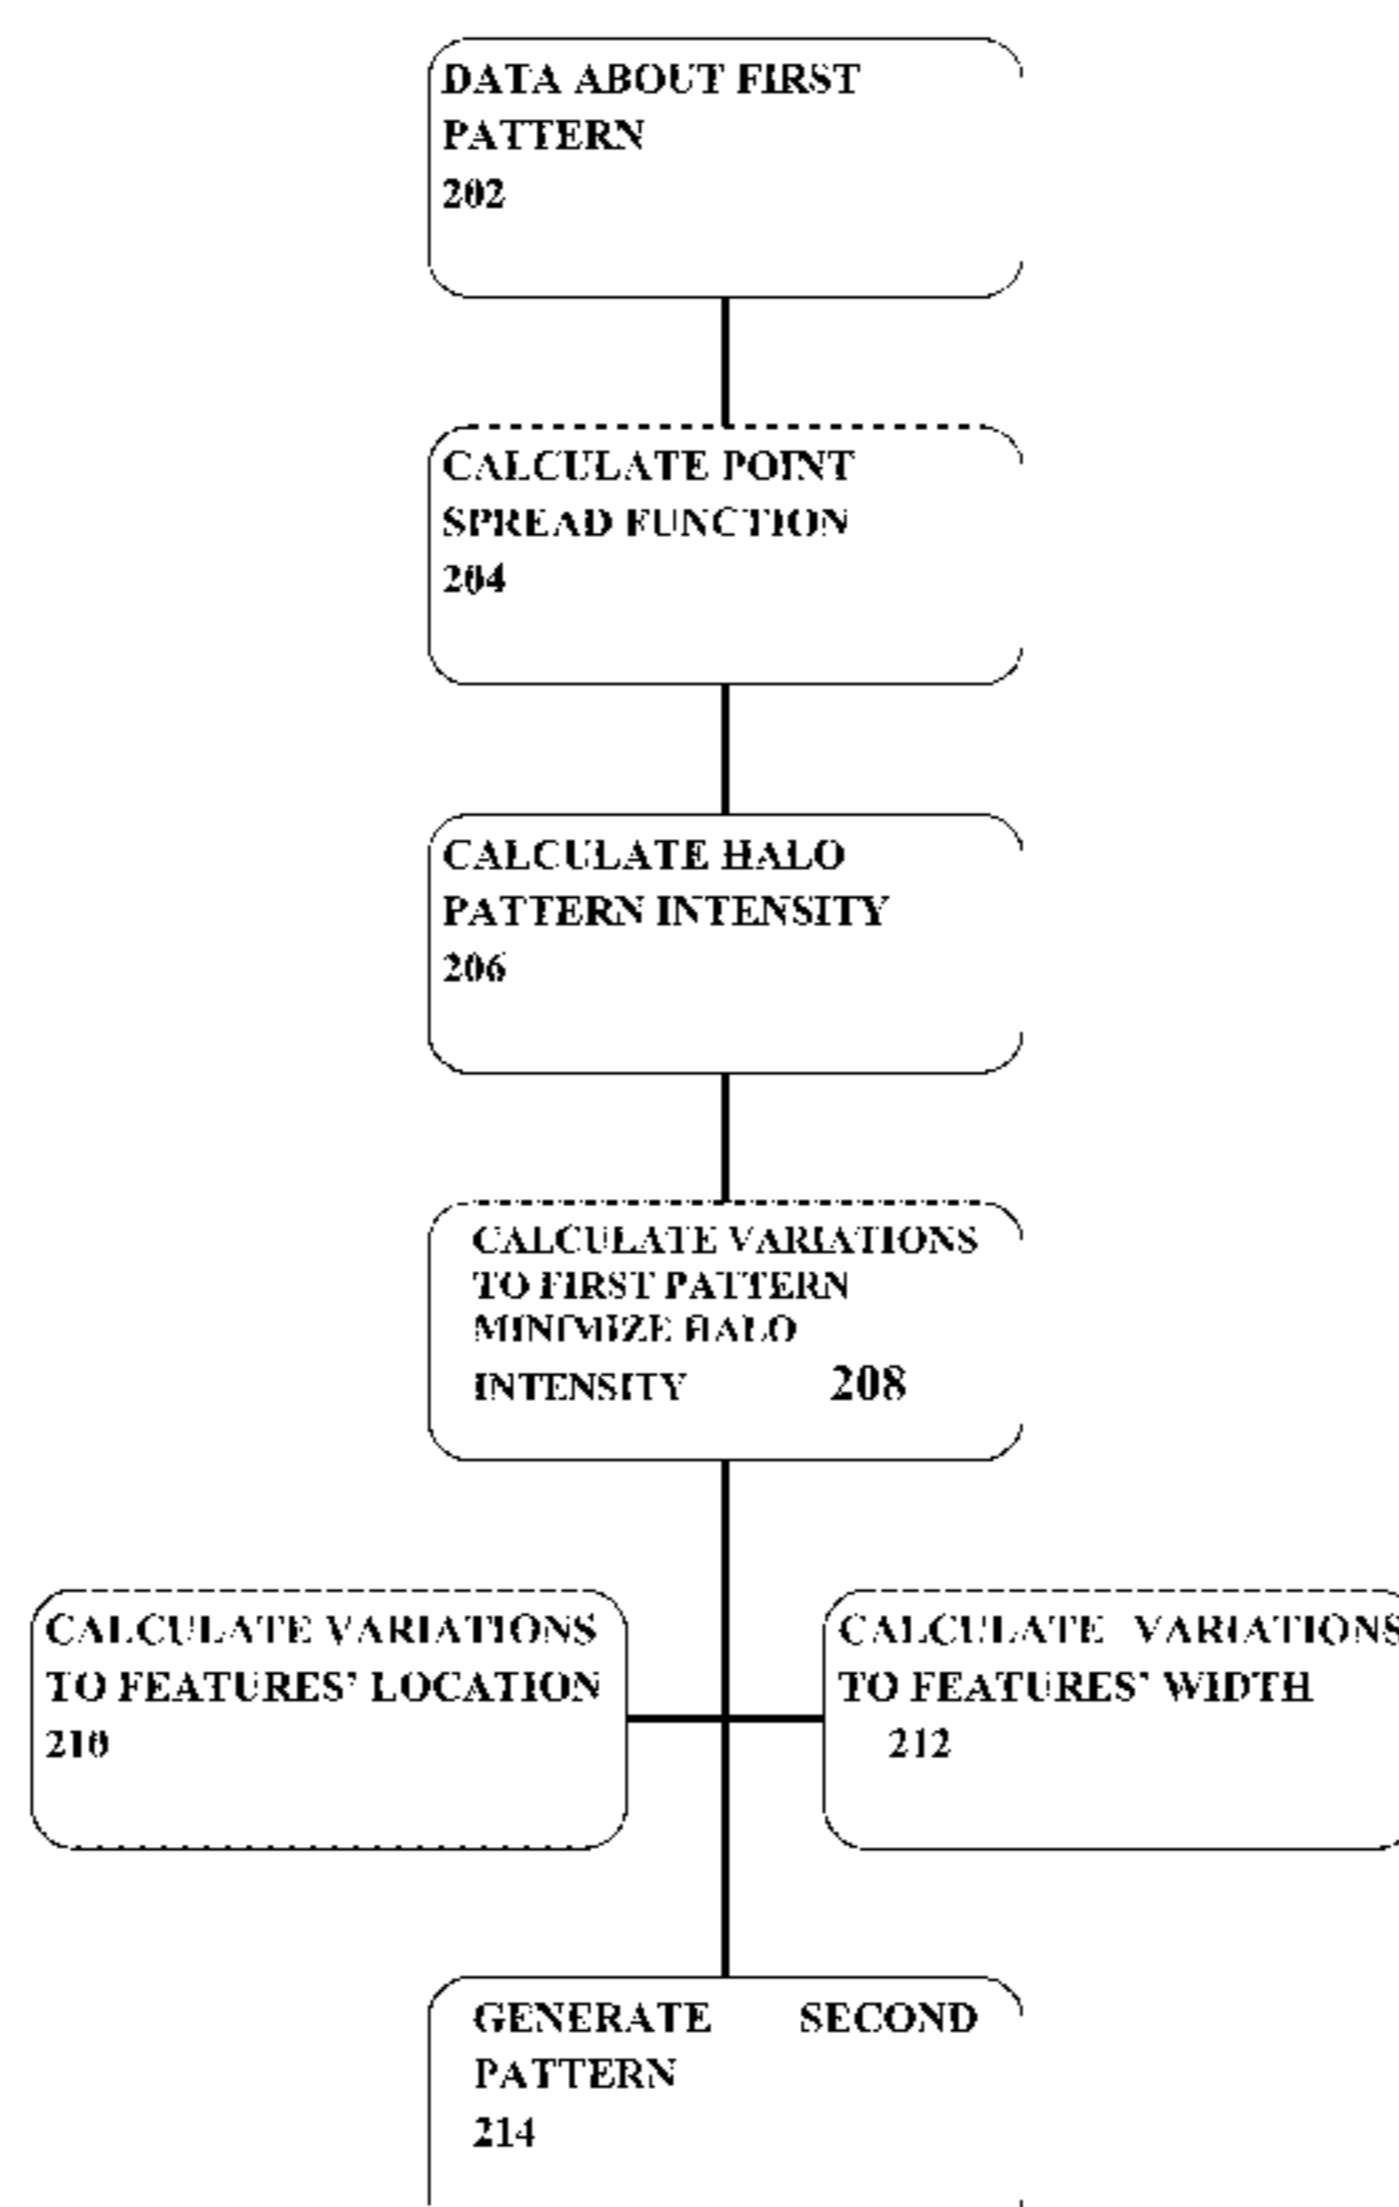 DATA ABOUT FIRST
PATTERN
202
CALCULATE POINT
SPREAD FUNCTION
204
CALCULATE HALO
PATTERN INTENSITY
206
CALCULATE VARIATIONS
TO FIRST PATTERN
MINIMIZE HALO
INTENSITY 208
CALCULATE VARIATIONS
TO FEATURES' LOCATION
210
CALCULATE VARIATIONS
TO FEATURES' WIDTH
212
GENERATE SECOND
PATTERN
214